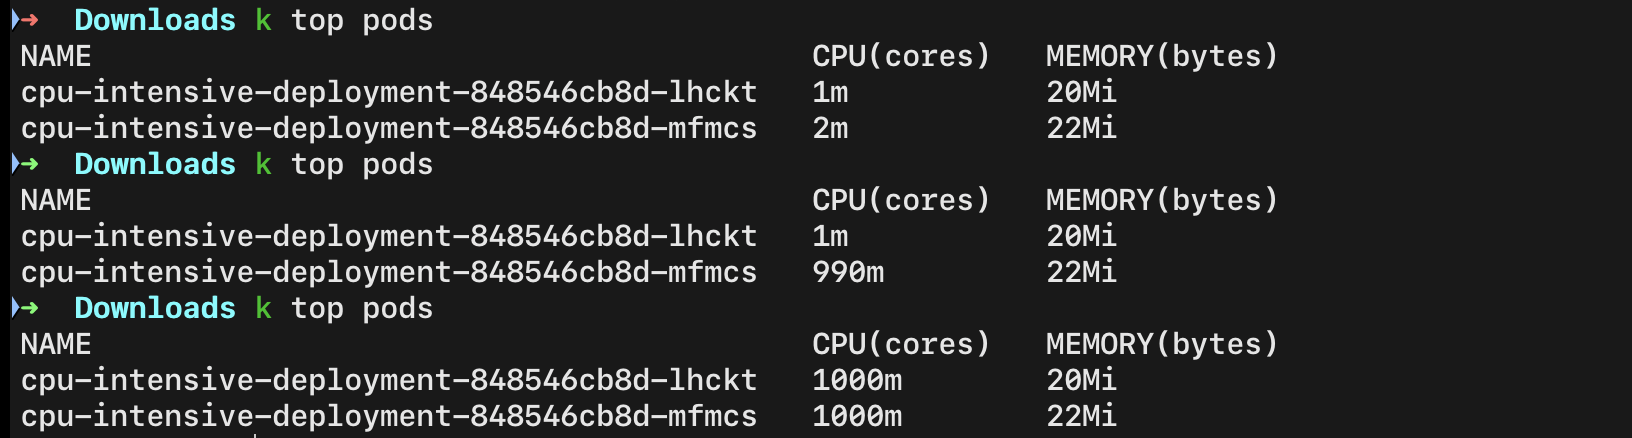 ➜ Downloads k top pods
NAME CPU(cores) MEMORY(bytes)
cpu-intensive-deployment-848546cb8d-lhckt 1m 20Mi
cpu-intensive-deployment-848546cb8d-mfmcs 2m 22Mi
➜ Downloads k top pods
NAME CPU(cores) MEMORY(bytes)
cpu-intensive-deployment-848546cb8d-lhckt 1m 20Mi
cpu-intensive-deployment-848546cb8d-mfmcs 990m 22Mi
➜ Downloads k top pods
NAME CPU(cores) MEMORY(bytes)
cpu-intensive-deployment-848546cb8d-lhckt 1000m 20Mi
cpu-intensive-deployment-848546cb8d-mfmcs 1000m 22Mi